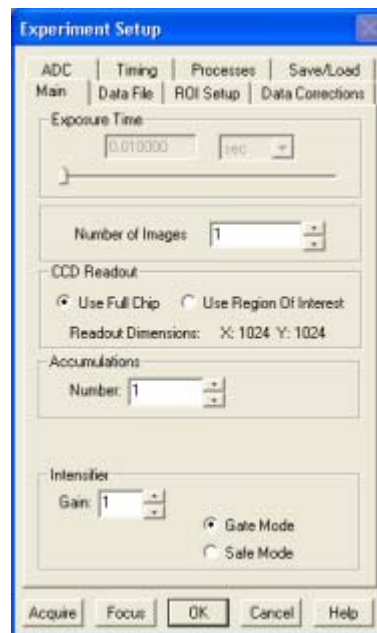 Experiment Setup
ADC Timing Processes Save/Load
Main Data File ROI Setup Data Corrections
Exposure Time
0.010000 sec
Number of Images 1
CCD Readout
Use Full Chip Use Region Of Interest
Readout Dimensions: X: 1024 Y: 1024
Accumulations
Number: 1
Intensifier
Gain: 1
Gate Mode
Safe Mode
Acquire Focus OK Cancel Help